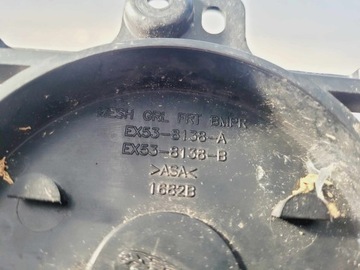 MESH GRL FRT BMPR
EX53-8138-A
EX53-8138-B
>ASA<
1682B